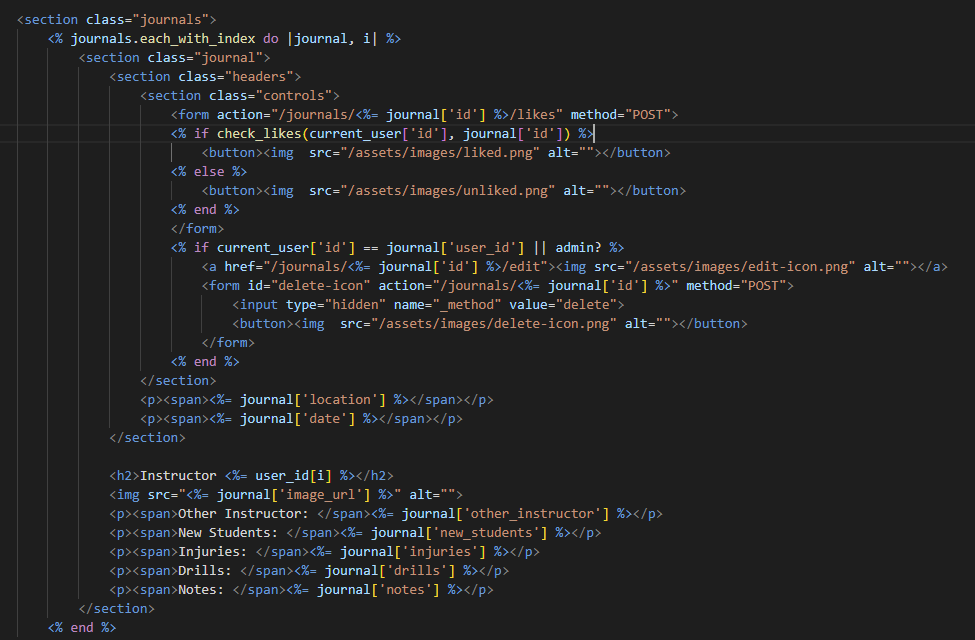 <section class="journals">
    <% journals.each_with_index do |journal, i| %>
        <section class="journal">
            <section class="headers">
                <section class="controls">
                    <form action="/journals/<%= journal['id'] %>/likes" method="POST">
                    <% if check_likes(current_user['id'], journal['id']) %>
                        <button><img  src="/assets/images/liked.png" alt=""></button>
                    <% else %>
                        <button><img  src="/assets/images/unliked.png" alt=""></button>
                    <% end %>
                    </form>
                    <% if current_user['id'] == journal['user_id'] || admin? %>
                        <a href="/journals/<%= journal['id'] %>/edit"><img src="/assets/images/edit-icon.png" alt=""></a>
                        <form id="delete-icon" action="/journals/<%= journal['id'] %>" method="POST">
                            <input type="hidden" name="_method" value="delete">
                            <button><img  src="/assets/images/delete-icon.png" alt=""></button>
                        </form>
                    <% end %>
                </section>
                <p><span><%= journal['location'] %></span></p>
                <p><span><%= journal['date'] %></span></p>
            </section>

            <h2>Instructor <%= user_id[i] %></h2>
            <img src="<%= journal['image_url'] %>" alt="">
            <p><span>Other Instructor: </span><%= journal['other_instructor'] %></p>
            <p><span>New Students: </span><%= journal['new_students'] %></p>
            <p><span>Injuries: </span><%= journal['injuries'] %></p>
            <p><span>Drills: </span><%= journal['drills'] %></p>
            <p><span>Notes: </span><%= journal['notes'] %></p>
        </section>
    <% end %>